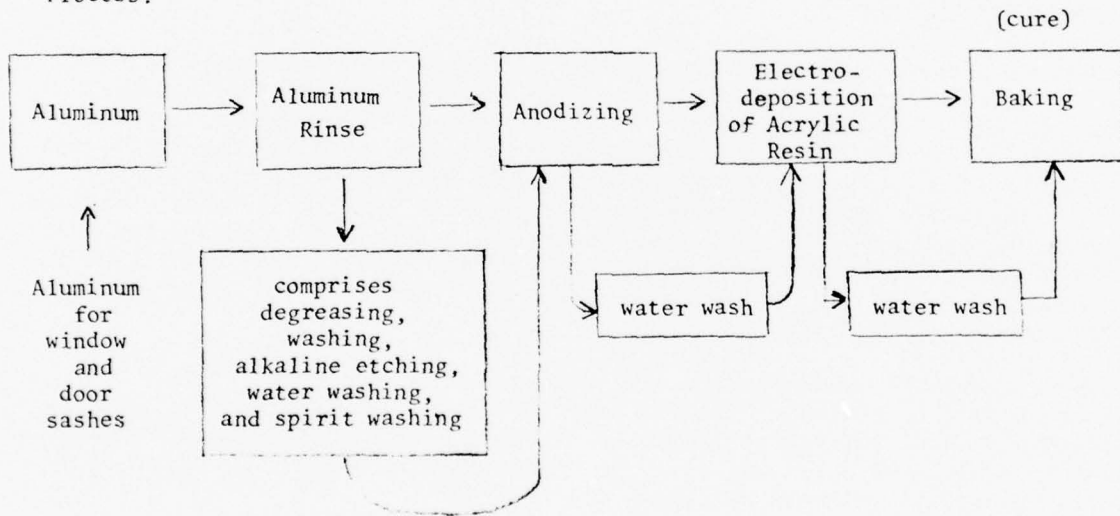 Process:
(cure)
Aluminum
Aluminum
Rinse
Anodizing
Electro-
deposition
of Acrylic
Resin
Baking
Aluminum
for
window
and
door
sashes
comprises
degreasing,
washing,
alkaline etching,
water washing,
and spirit washing
water wash
water wash